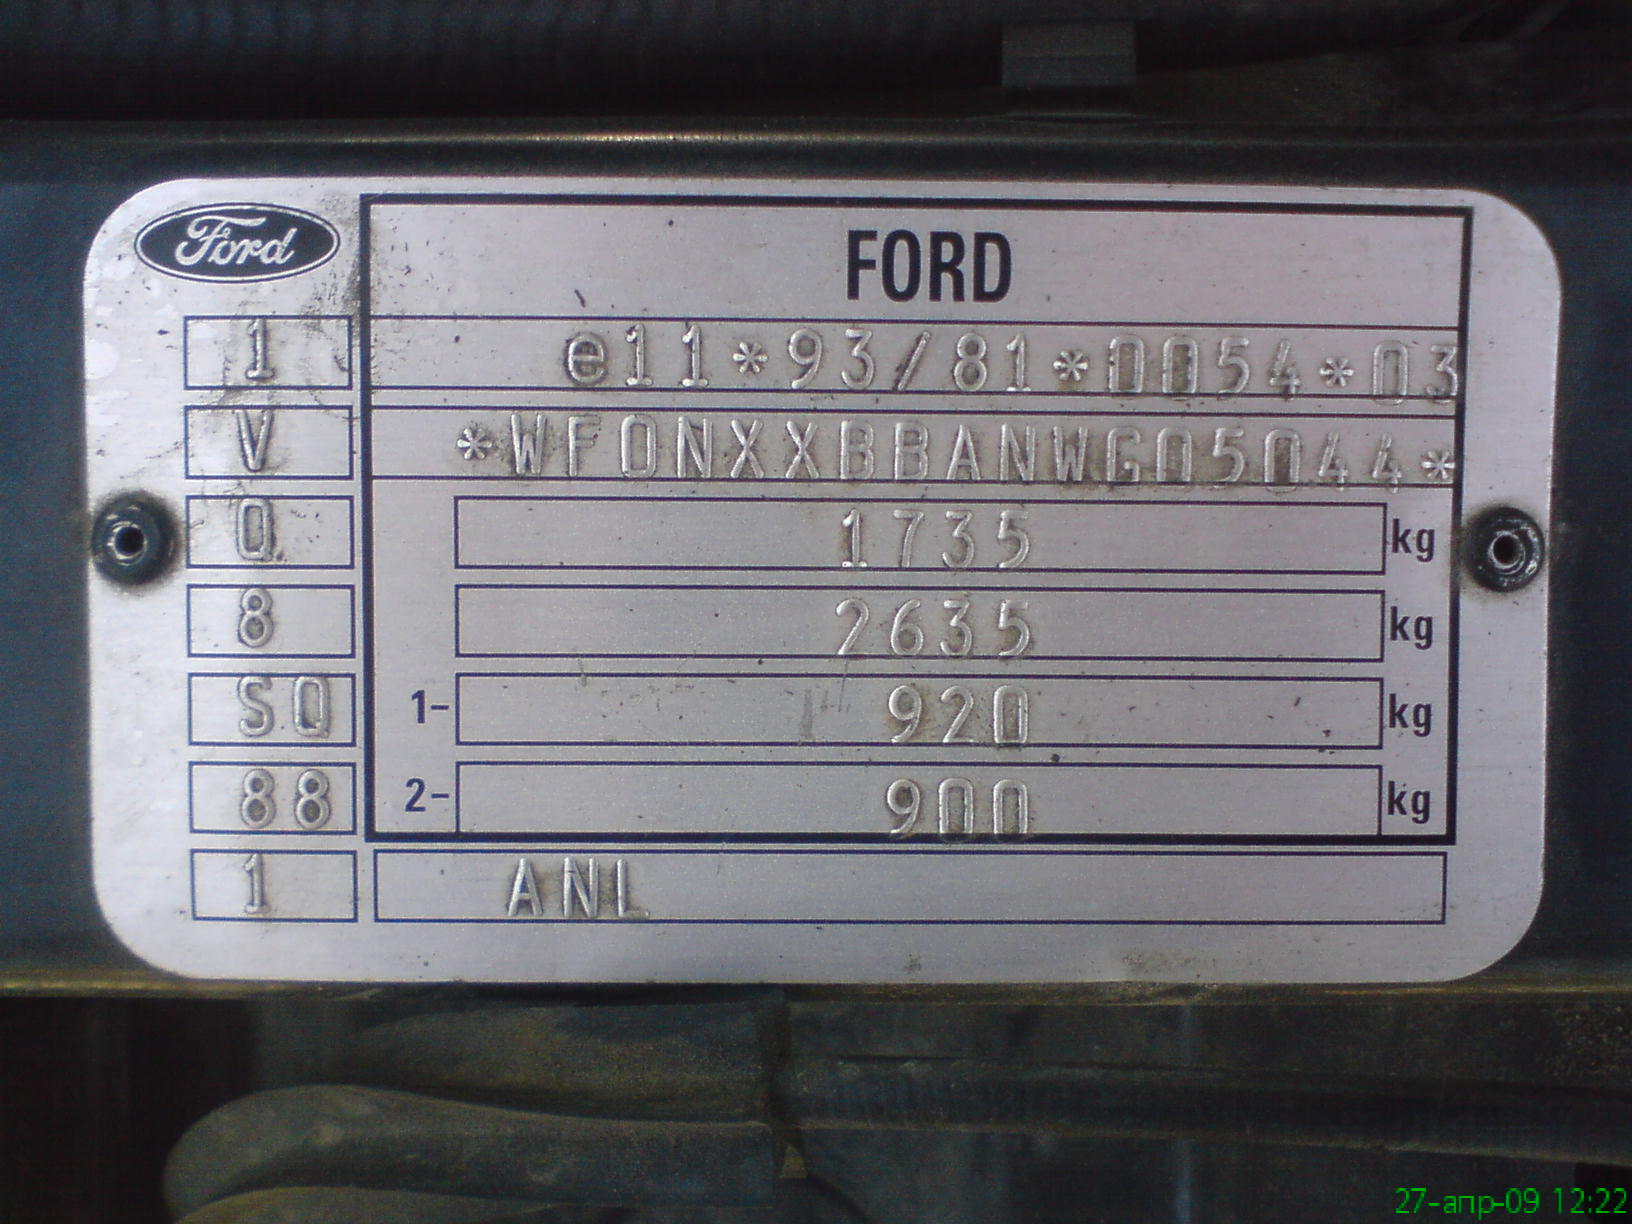 Ford
FORD
1 e11*93/81*0054*03
V *WF0NXXBBANWG05044*
Q 1735 kg
8 2635 kg
SQ 1- 920 kg
88 2- 900 kg
1 ANL
27-апр-09 12:22